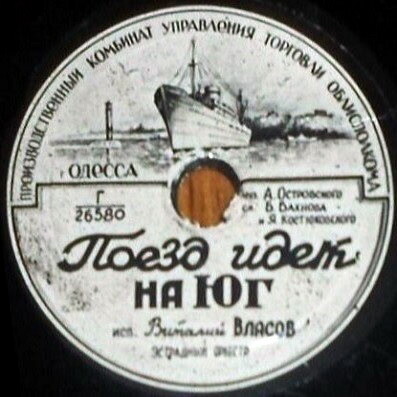 ПРОИЗВОДСТВЕННЫЙ КОМБИНАТ УПРАВЛЕНИЯ ТОРГОВЛИ ОБЛИСПОЛКОМА
г ОДЕССА
Г
26580
муз. А. ОСТРОВСКОГО
сл. Б. ВАХНОВА
и Я. КОСТЮКОВСКОГО
Поезд идет
НА ЮГ
исп. Виталий ВЛАСОВ
ЭСТРАДНЫЙ ОРКЕСТР